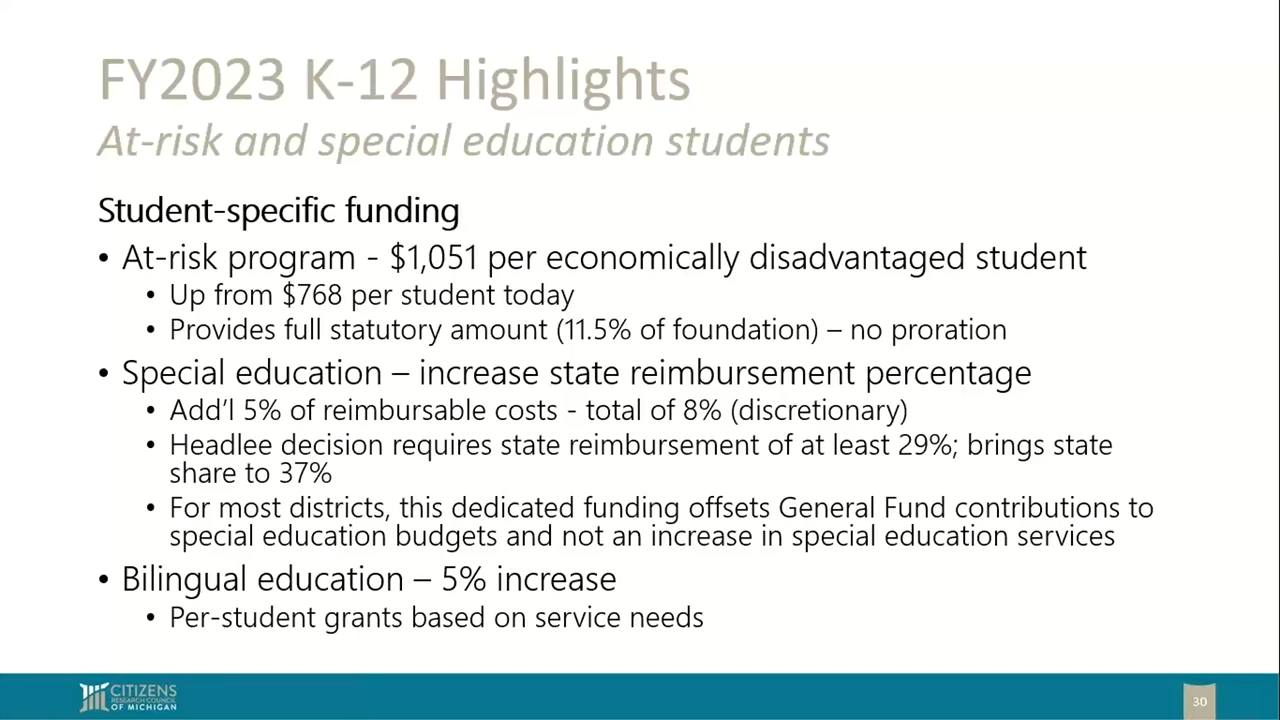 FY2023 K-12 Highlights
At-risk and special education students
Student-specific funding
• At-risk program - $1,051 per economically disadvantaged student
• Up from $768 per student today
• Provides full statutory amount (11.5% of foundation) – no proration
• Special education – increase state reimbursement percentage
• Add'l 5% of reimbursable costs - total of 8% (discretionary)
• Headlee decision requires state reimbursement of at least 29%; brings state
share to 37%
• For most districts, this dedicated funding offsets General Fund contributions to
special education budgets and not an increase in special education services
• Bilingual education – 5% increase
• Per-student grants based on service needs
CITIZENS
RESEARCH COUNCIL
OF MICHIGAN
30